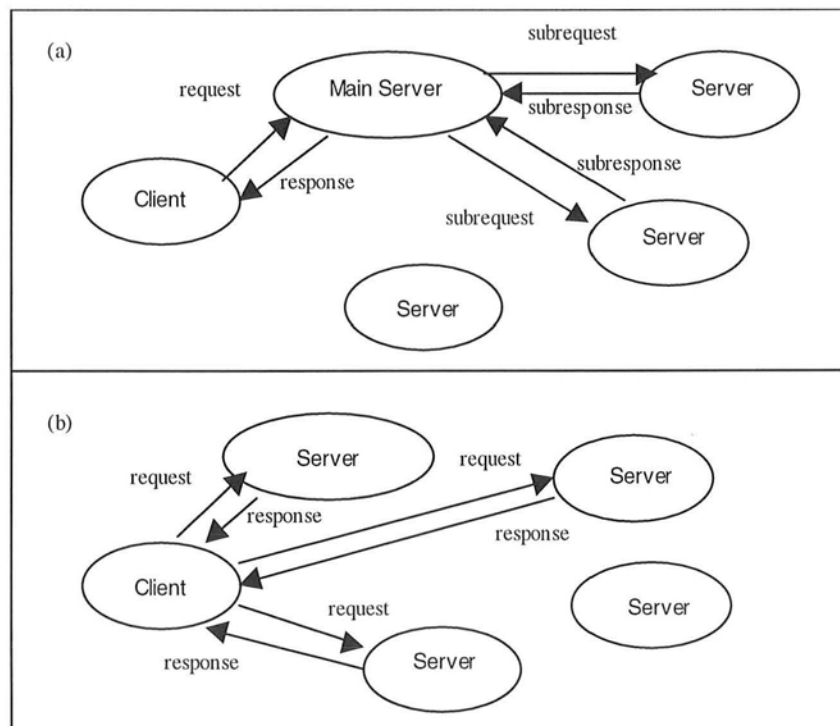 (a)
subrequest
request
Main Server
Server
subresponse
Client
response
subresponse
subrequest
Server
Server
(b)
Server
request
Server
request
response
response
Client
request
Server
response
Server